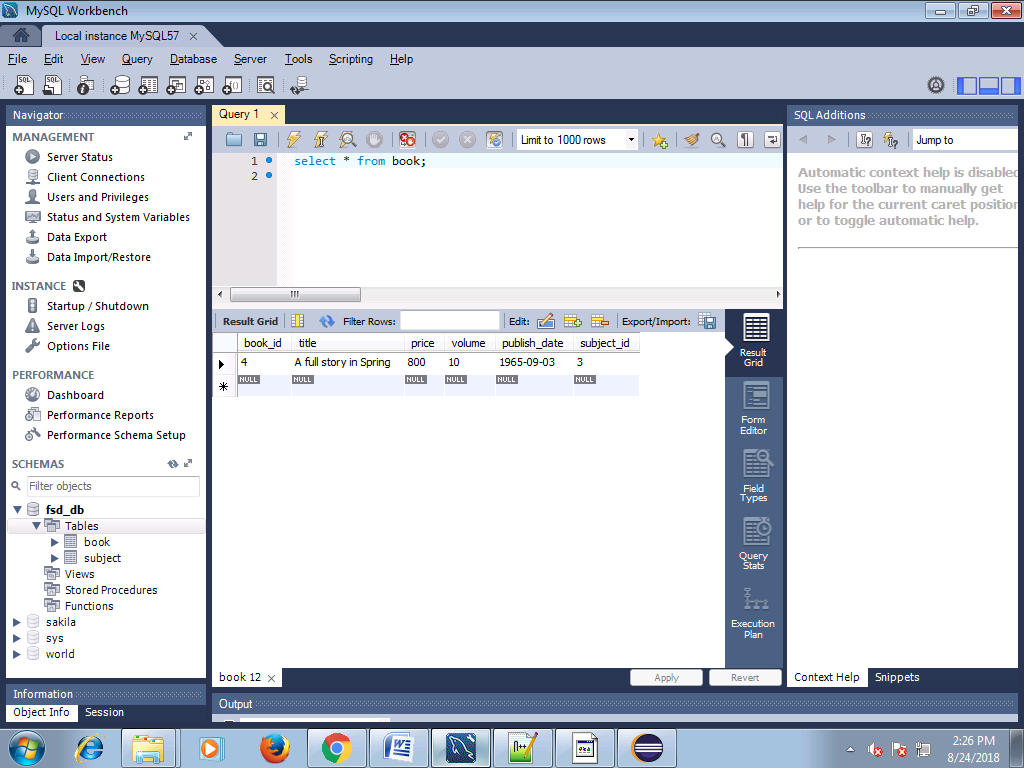 MySQL Workbench
Local instance MySQL57
File Edit View Query Database Server Tools Scripting Help
Navigator
MANAGEMENT
Server Status
Client Connections
Users and Privileges
Status and System Variables
Data Export
Data Import/Restore
INSTANCE
Startup / Shutdown
Server Logs
Options File
PERFORMANCE
Dashboard
Performance Reports
Performance Schema Setup
SCHEMAS
Filter objects
fsd_db
Tables
book
subject
Views
Stored Procedures
Functions
sakila
sys
world
Information
Object Info Session
Query 1
Limit to 1000 rows
1 select * from book;
2
Result Grid Filter Rows: Edit: Export/Import:
book_id title price volume publish_date subject_id
4 A full story in Spring 800 10 1965-09-03 3
NULL NULL NULL NULL NULL NULL
Result
Grid
Form
Editor
Field
Types
Query
Stats
Execution
Plan
book 12
Apply Revert
Output
SQL Additions
Jump to
Automatic context help is disabled
Use the toolbar to manually get
help for the current caret position
or to toggle automatic help.
Context Help Snippets
2:26 PM
8/24/2018